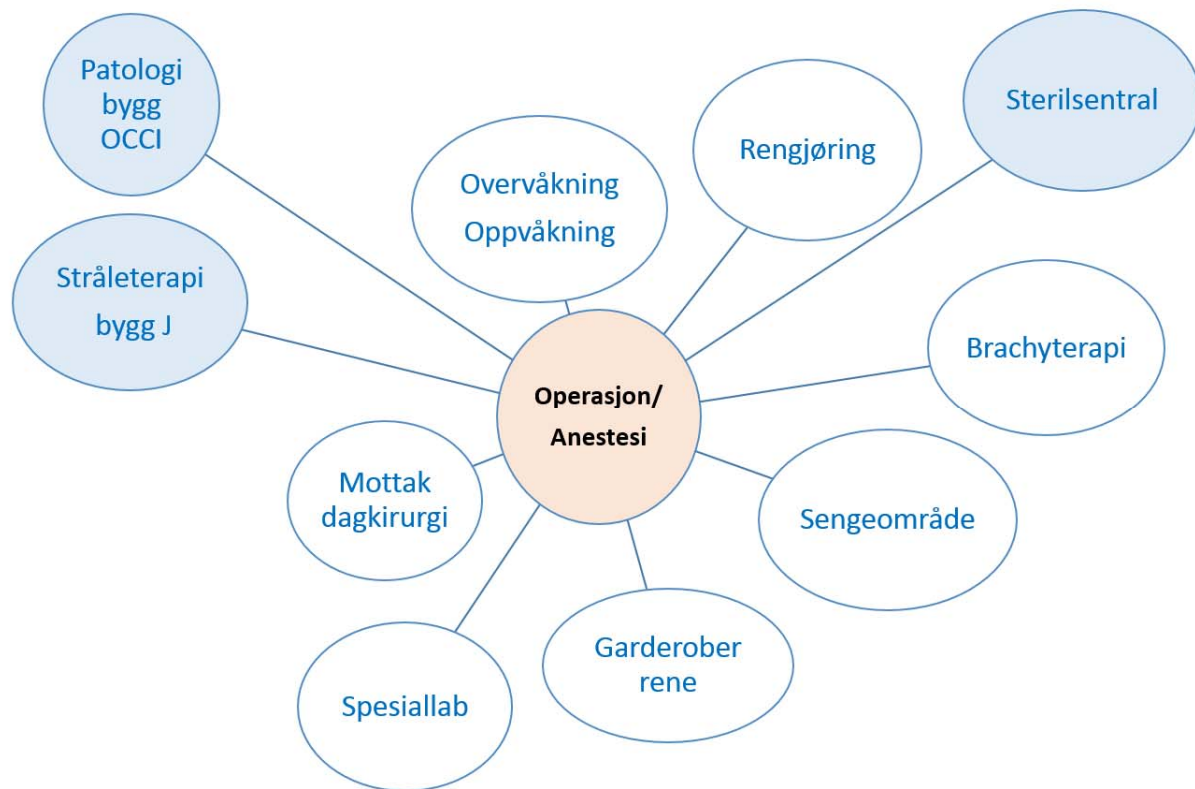 Patologi
bygg
OCCI
Sterilsentral
Rengjøring
Overvåkning
Oppvåkning
Stråleterapi
bygg J
Brachyterapi
Operasjon/
Anestesi
Mottak
dagkirurgi
Sengeområde
Garderober
rene
Spesiallab